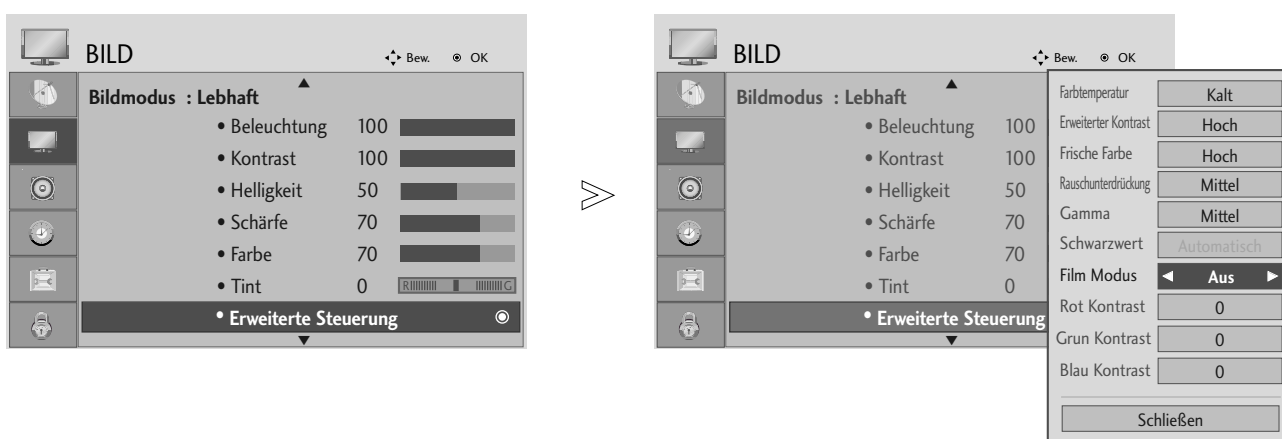 BILD
Bew. OK
Bildmodus : Lebhaft
• Beleuchtung 100
• Kontrast 100
• Helligkeit 50
• Schärfe 70
• Farbe 70
• Tint 0 R G
• Erweiterte Steuerung
BILD
Bew. OK
Bildmodus : Lebhaft
• Beleuchtung 100
• Kontrast 100
• Helligkeit 50
• Schärfe 70
• Farbe 70
• Tint 0
• Erweiterte Steuerung
Farbtemperatur Kalt
Erweiterter Kontrast Hoch
Frische Farbe Hoch
Rauschunterdrückung Mittel
Gamma Mittel
Schwarzwert Automatisch
Film Modus Aus
Rot Kontrast 0
Grun Kontrast 0
Blau Kontrast 0
Schließen